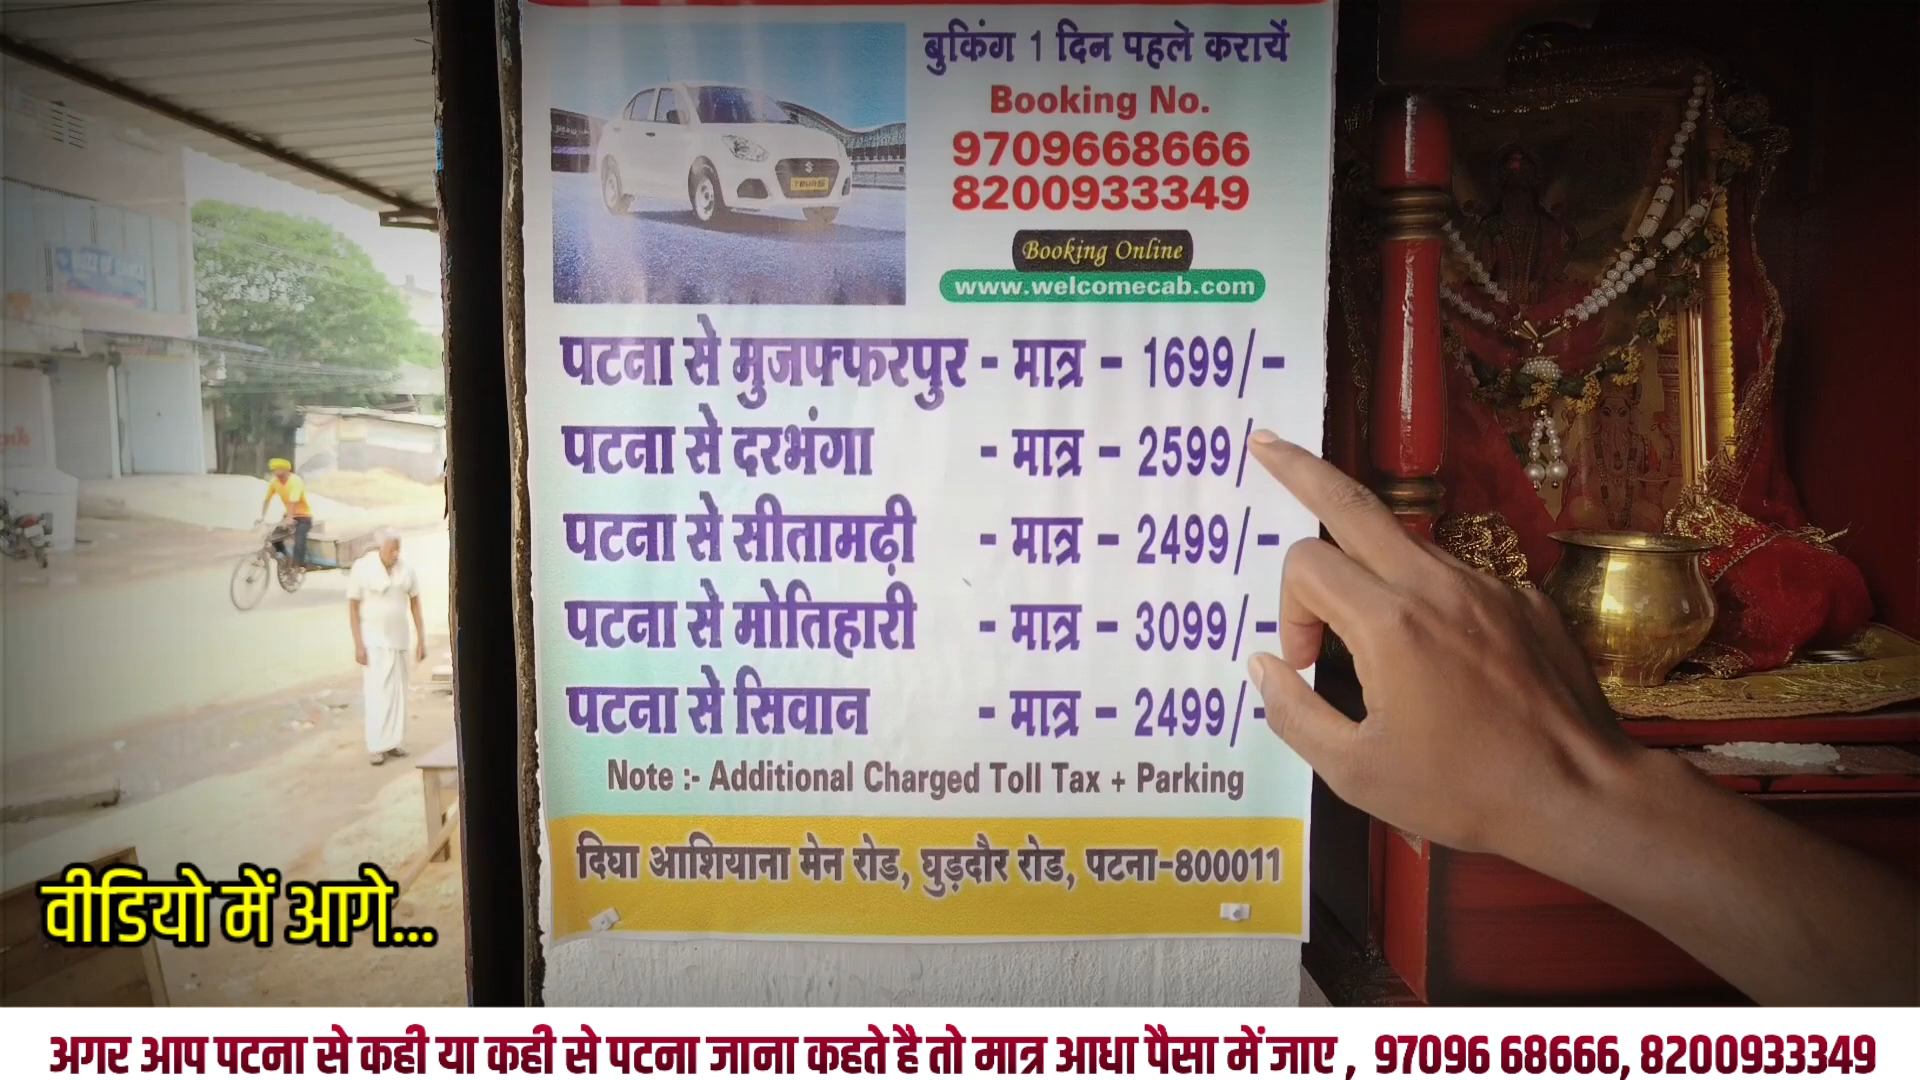 बुकिंग 1 दिन पहले करायें
Booking No.
9709668666
8200933349
Booking Online
www.welcomecab.com
पटना से मुजफ्फरपुर - मात्र - 1699/-
पटना से दरभंगा - मात्र - 2599/
पटना से सीतामढ़ी - मात्र - 2499/-
पटना से मोतिहारी - मात्र - 3099/-
पटना से सिवान - मात्र - 2499/-
Note :- Additional Charged Toll Tax + Parking
दिघा आशियाना मेन रोड, घुड़दौर रोड, पटना-800011
वीडियो में आगे...
अगर आप पटना से कही या कही से पटना जाना कहते है तो मात्र आधा पैसा में जाए , 97096 68666, 8200933349